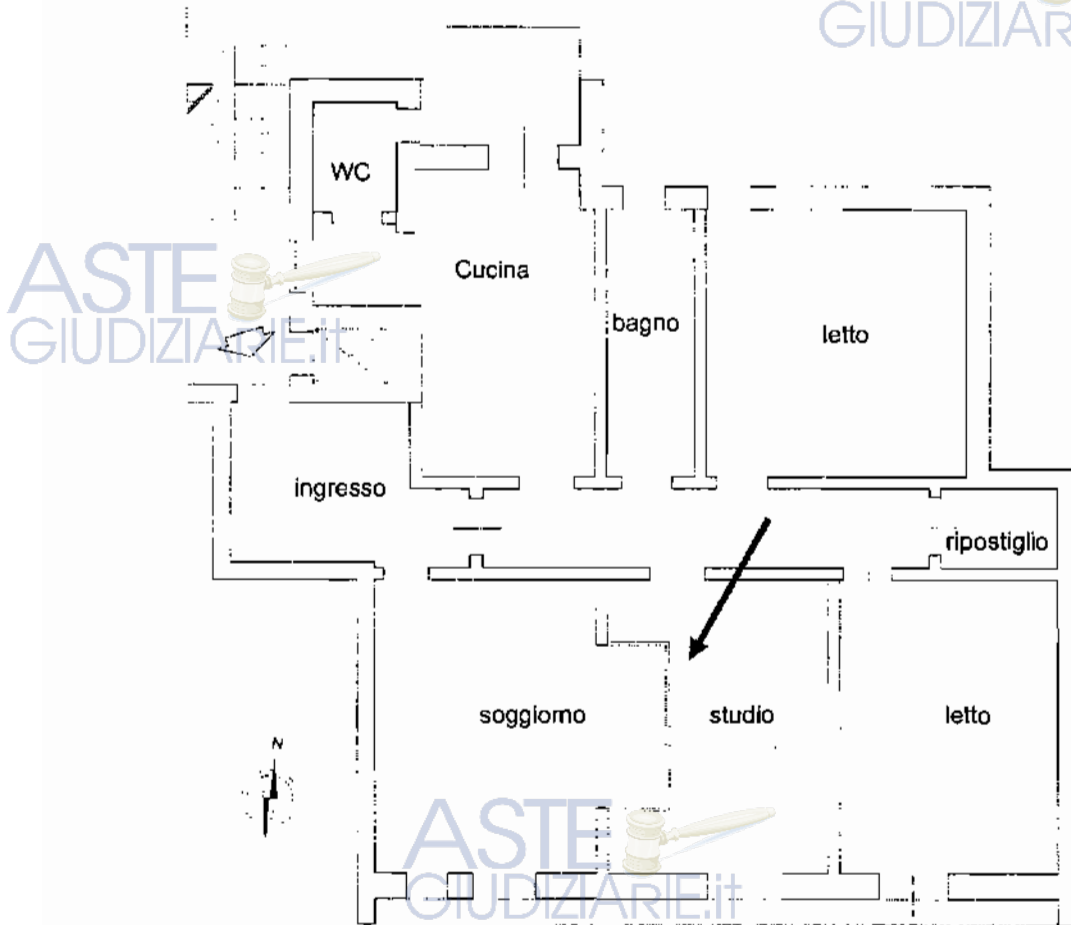 GIUDIZIAR
WC
ASTE
GIUDIZIARIE.it
Cucina
bagno
letto
ingresso
ripostiglio
soggiorno
studio
letto
N
ASTE
GIUDIZIARIE.it